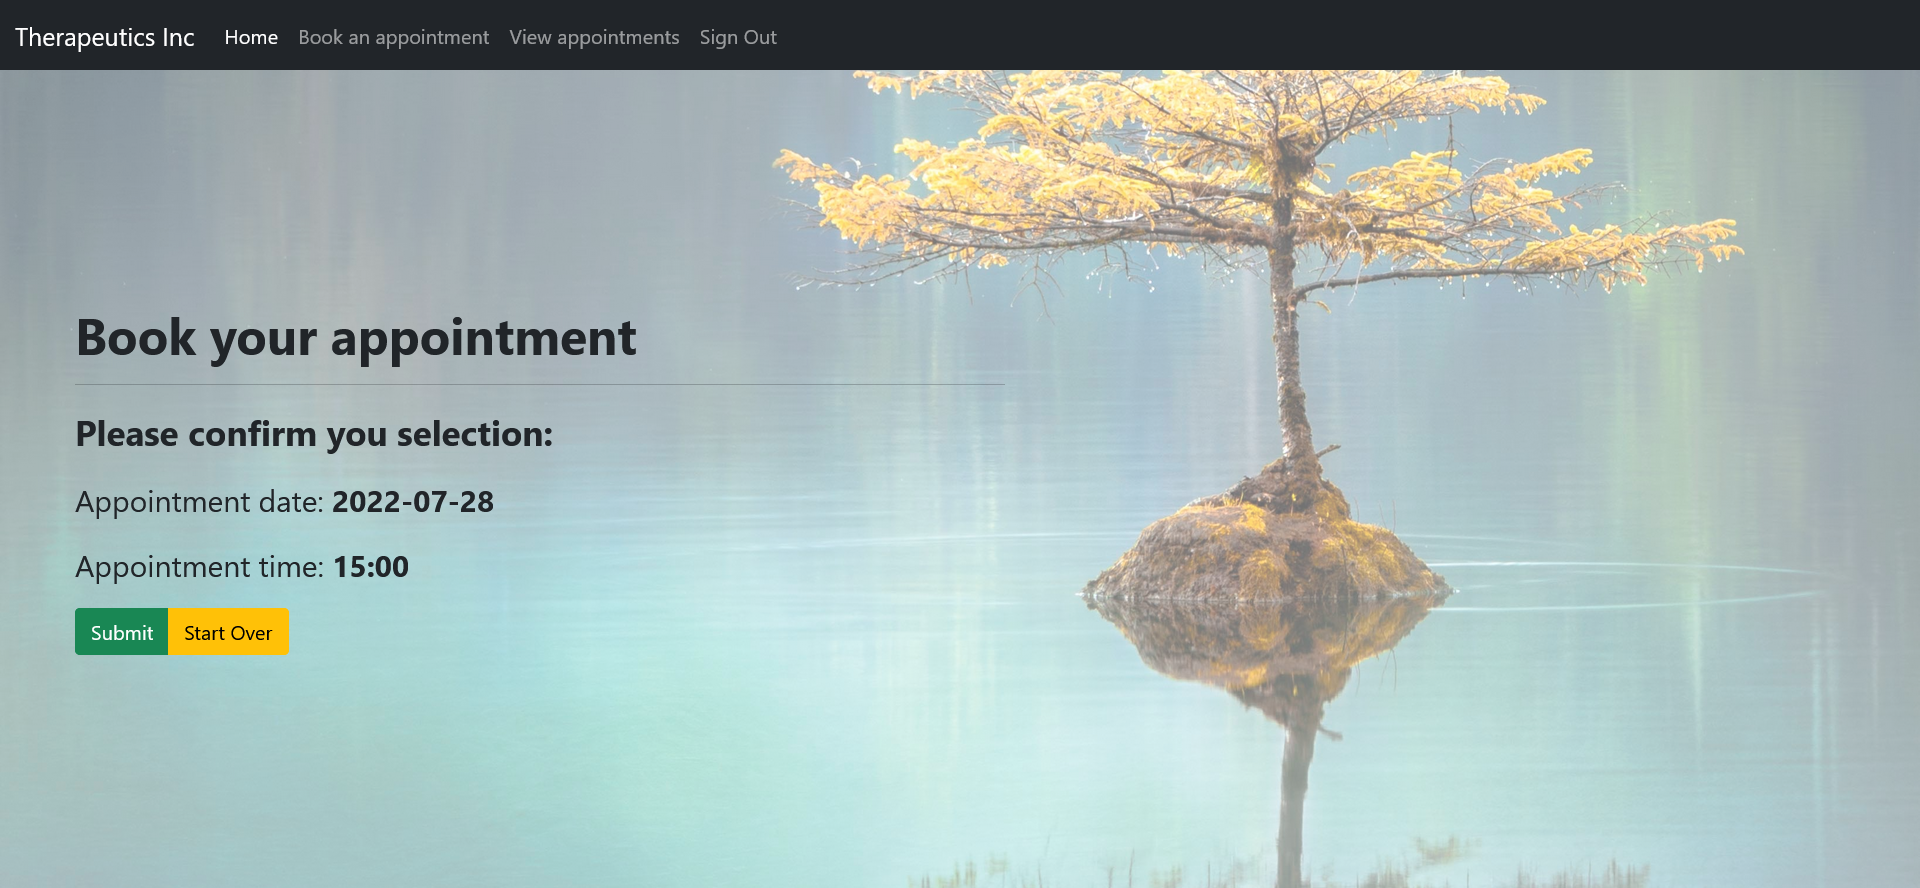 Therapeutics Inc Home Book an appointment View appointments Sign Out
Book your appointment
Please confirm you selection:
Appointment date: 2022-07-28
Appointment time: 15:00
Submit Start Over